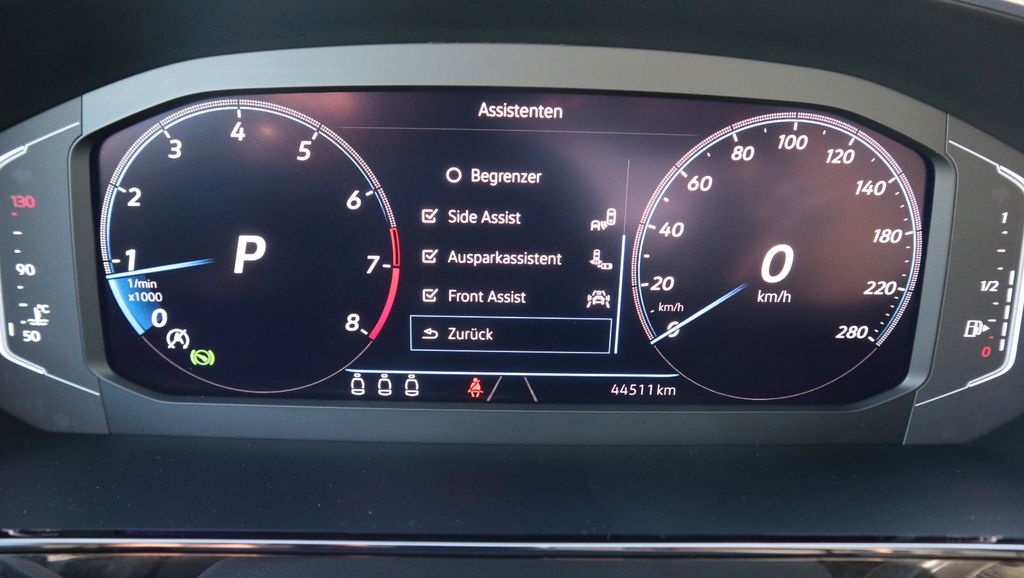 Assistenten
Begrenzer
Side Assist
Ausparkassistent
Front Assist
Zurück
0
1
2
3
4
5
6
7
8
1/min
x1000
P
0
20
40
60
80
100
120
140
180
220
280
km/h
0
km/h
44511 km
130
90
50
°C
1
1/2
0